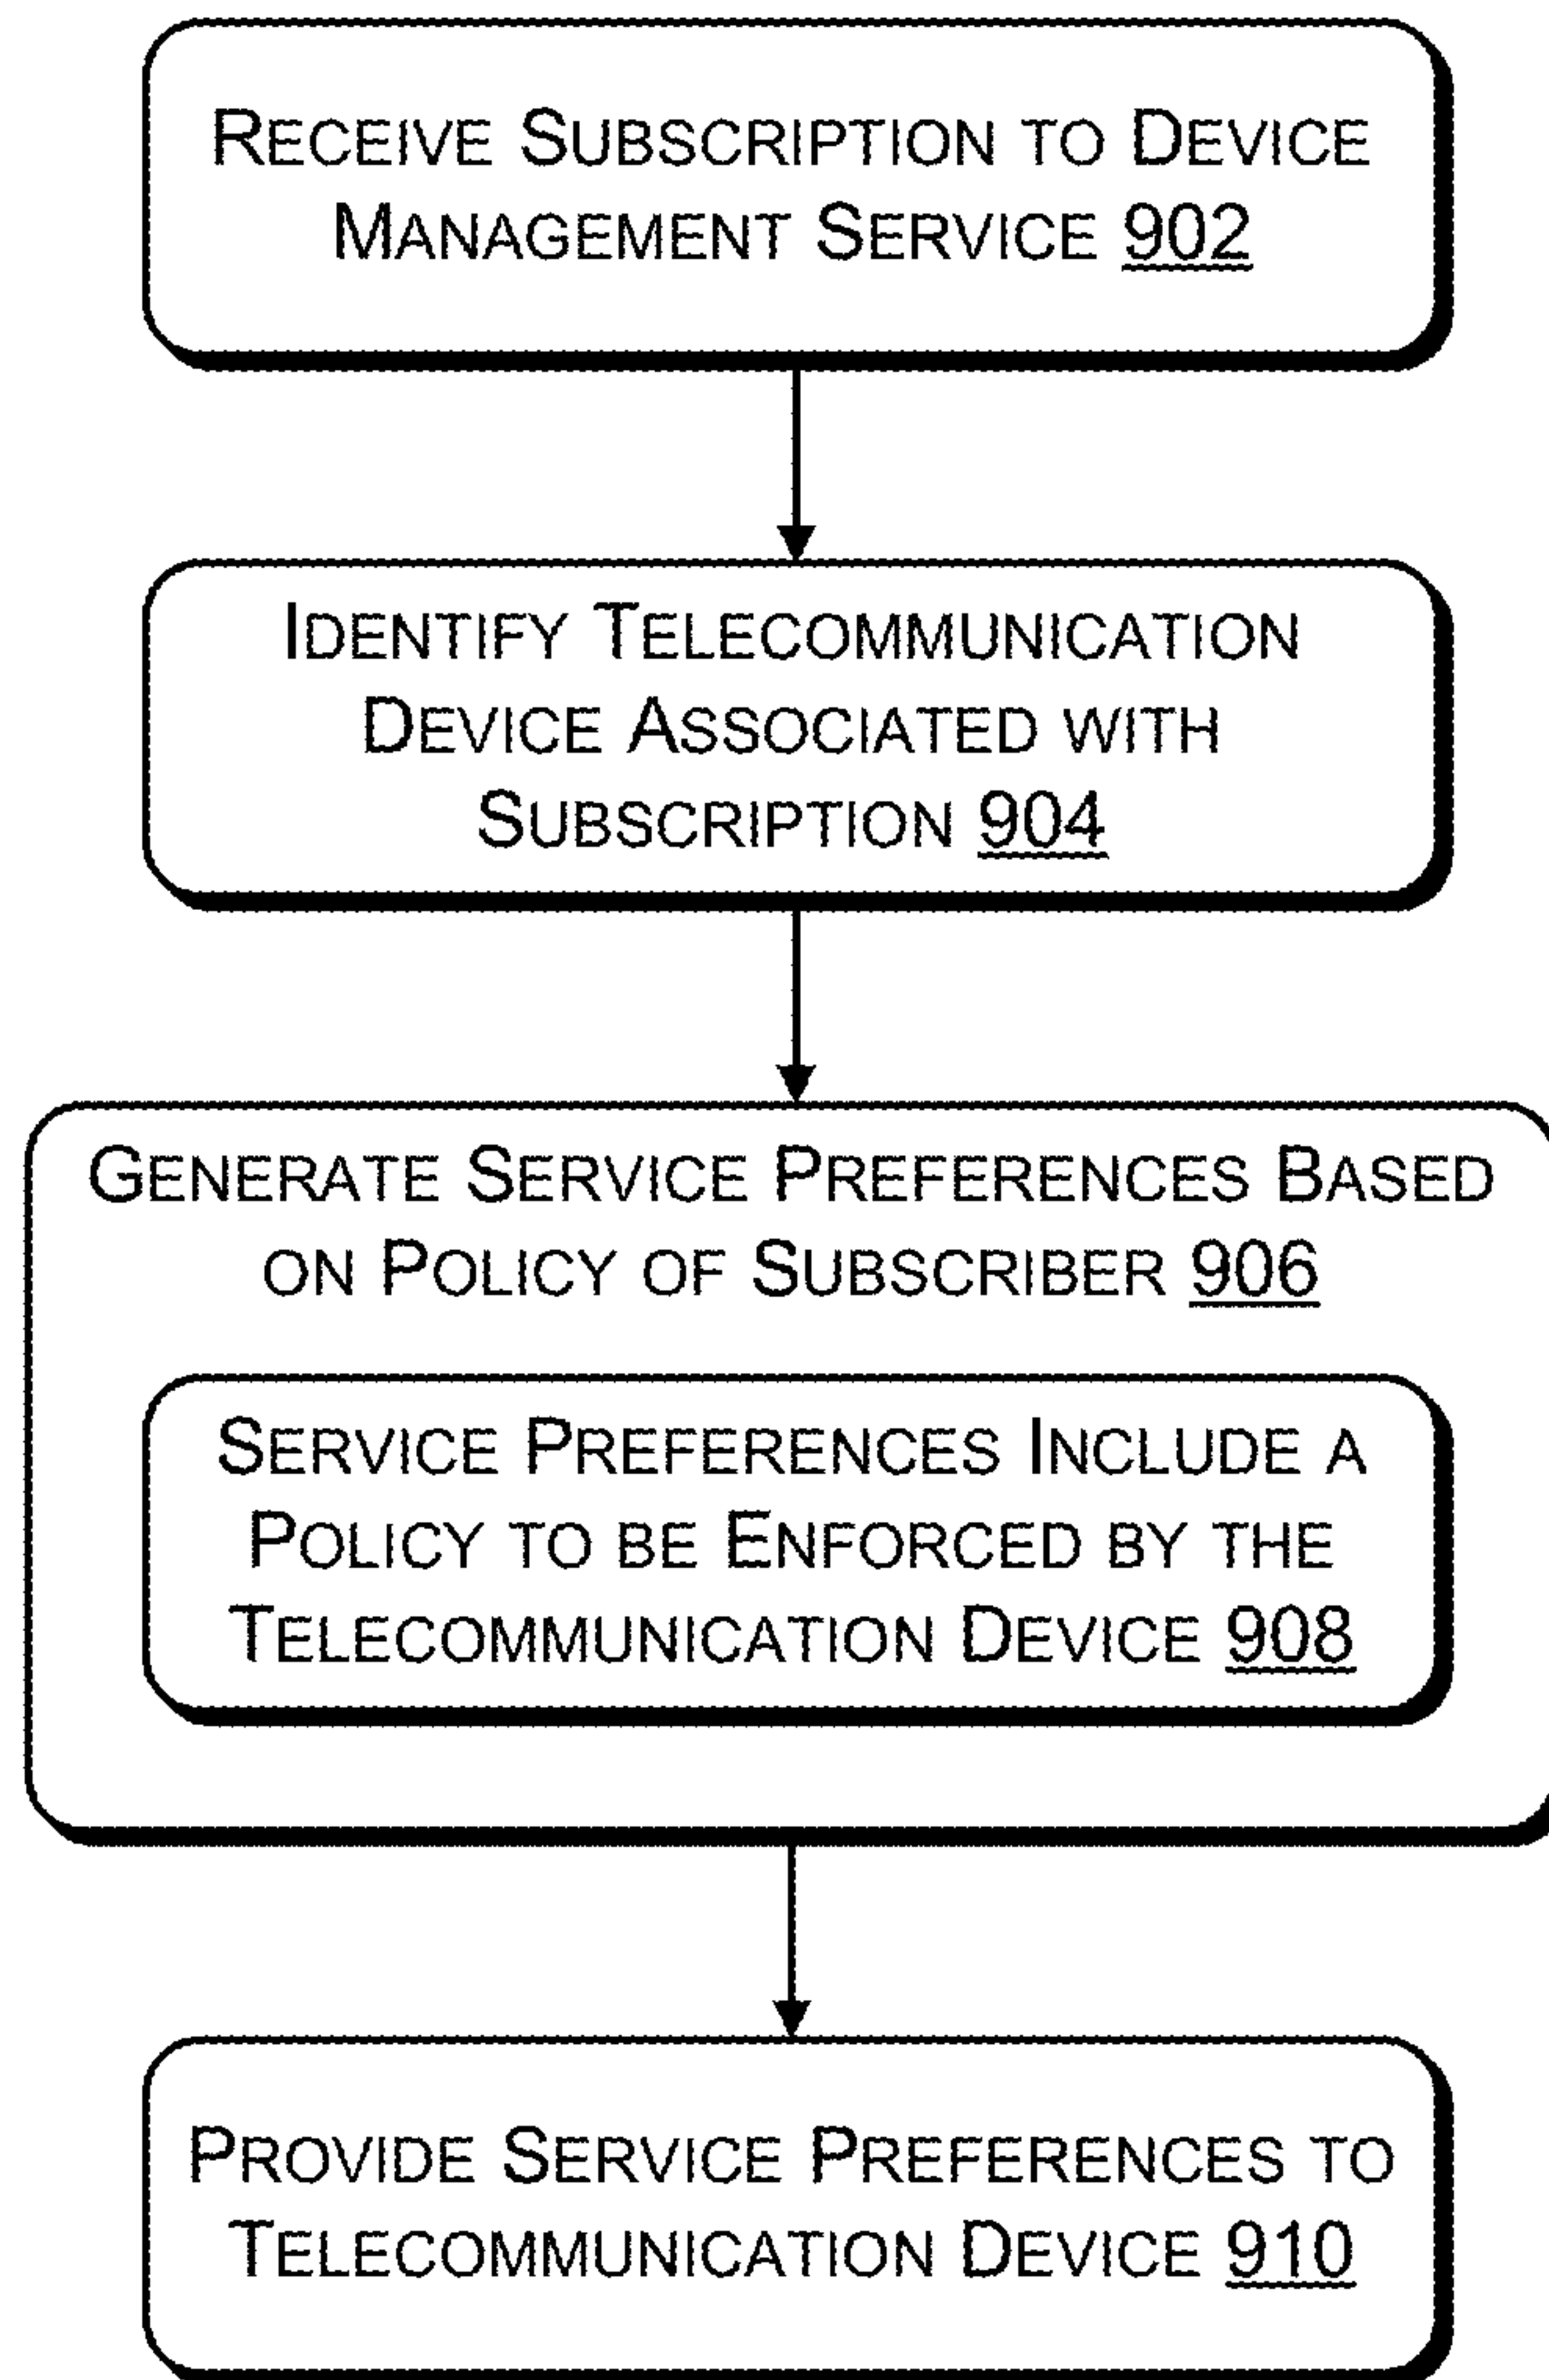 RECEIVE SUBSCRIPTION TO DEVICE
MANAGEMENT SERVICE 902
IDENTIFY TELECOMMUNICATION
DEVICE ASSOCIATED WITH
SUBSCRIPTION 904
GENERATE SERVICE PREFERENCES BASED
ON POLICY OF SUBSCRIBER 906
SERVICE PREFERENCES INCLUDE A
POLICY TO BE ENFORCED BY THE
TELECOMMUNICATION DEVICE 908
PROVIDE SERVICE PREFERENCES TO
TELECOMMUNICATION DEVICE 910